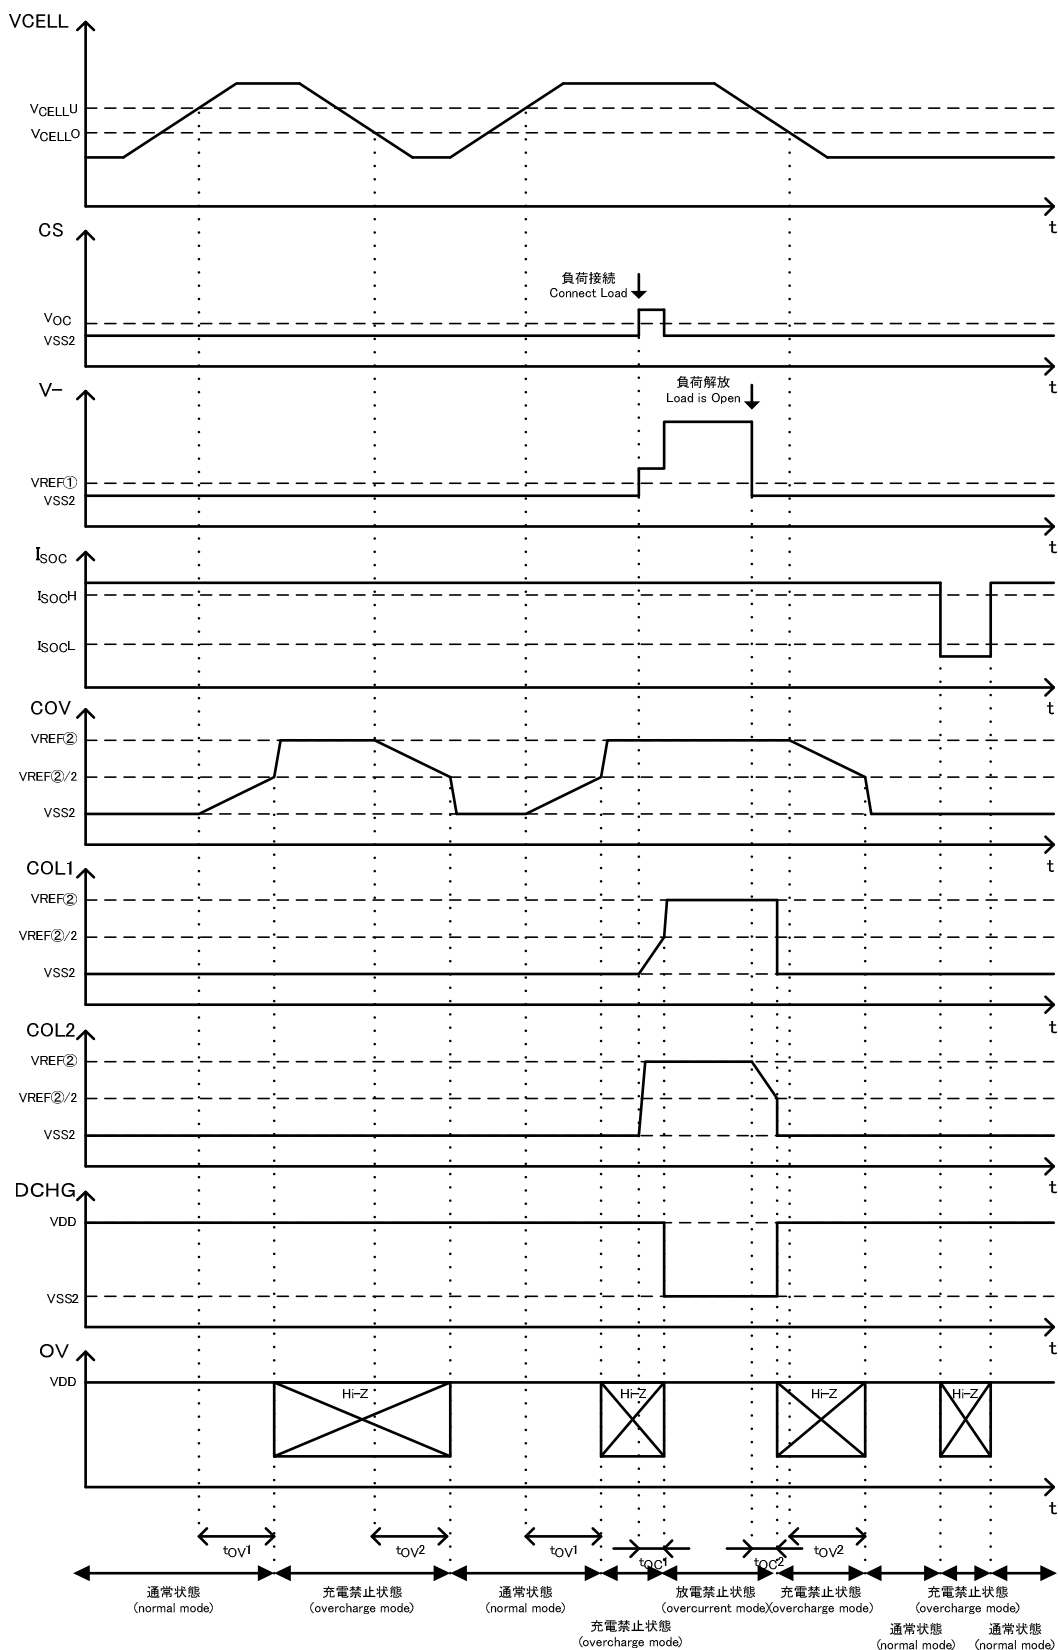 VCELL
VCELLU
VCELLO
t
CS
負荷接続
Connect Load
VOC
VSS2
t
V-
負荷解放
Load is Open
VREF①
VSS2
t
ISOC
ISOCH
ISOCL
t
COV
VREF②
VREF②/2
VSS2
t
COL1
VREF②
VREF②/2
VSS2
t
COL2
VREF②
VREF②/2
VSS2
t
DCHG
VDD
VSS2
t
OV
VDD
Hi-Z Hi-Z Hi-Z Hi-Z
t
tOV1 tOV2 tOV1 tOC1 tOC2 tOV2
通常状態 充電禁止状態 通常状態 放電禁止状態 充電禁止状態 充電禁止状態
(normal mode) (overcharge mode) (normal mode) (overcurrent mode) (overcharge mode) (overcharge mode)
充電禁止状態 通常状態 通常状態
(overcharge mode) (normal mode) (normal mode)